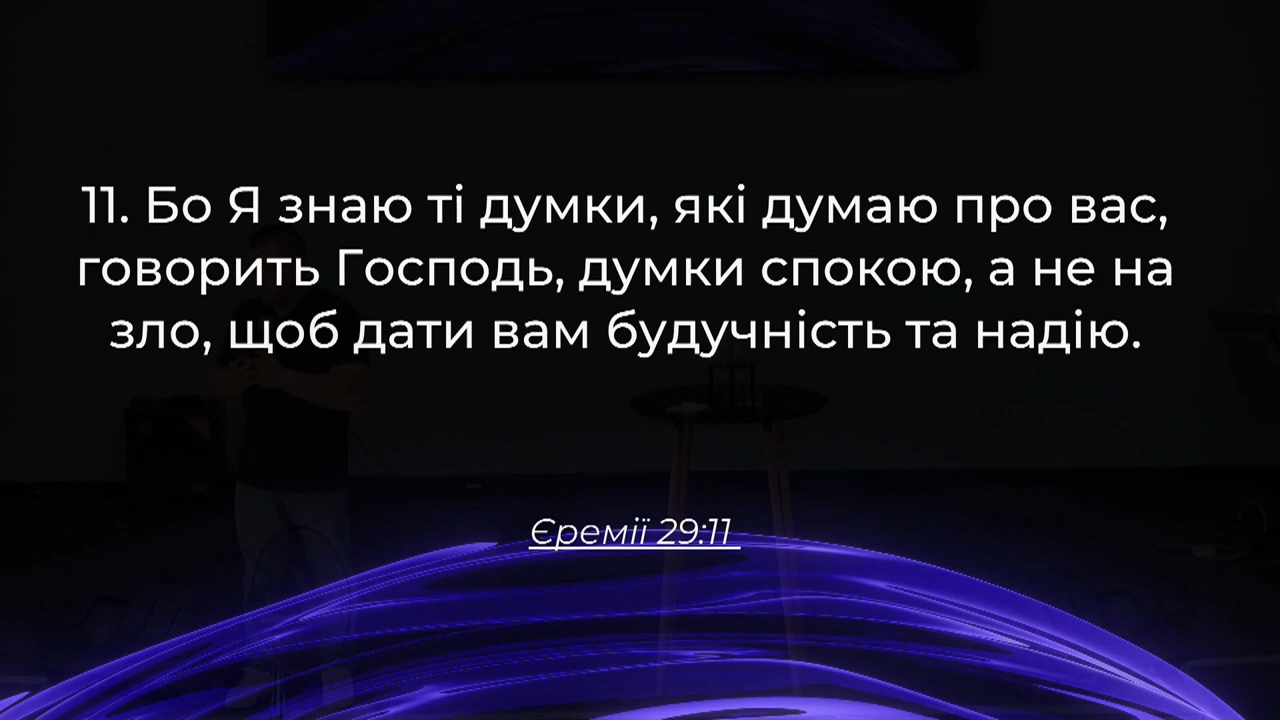 11. Бо Я знаю ті думки, які думаю про вас,
говорить Господь, думки спокою, а не на
зло, щоб дати вам будучність та надію.
Єремії 29:11